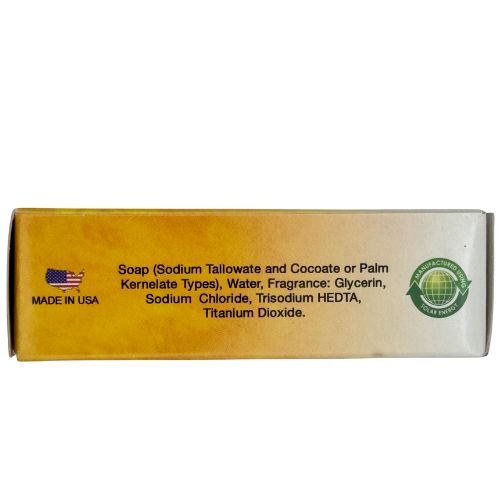 MADE IN USA
Soap (Sodium Tallowate and Cocoate or Palm
Kernelate Types), Water, Fragrance: Glycerin,
Sodium Chloride, Trisodium HEDTA,
Titanium Dioxide.
MANUFACTURED USING
SOLAR ENERGY